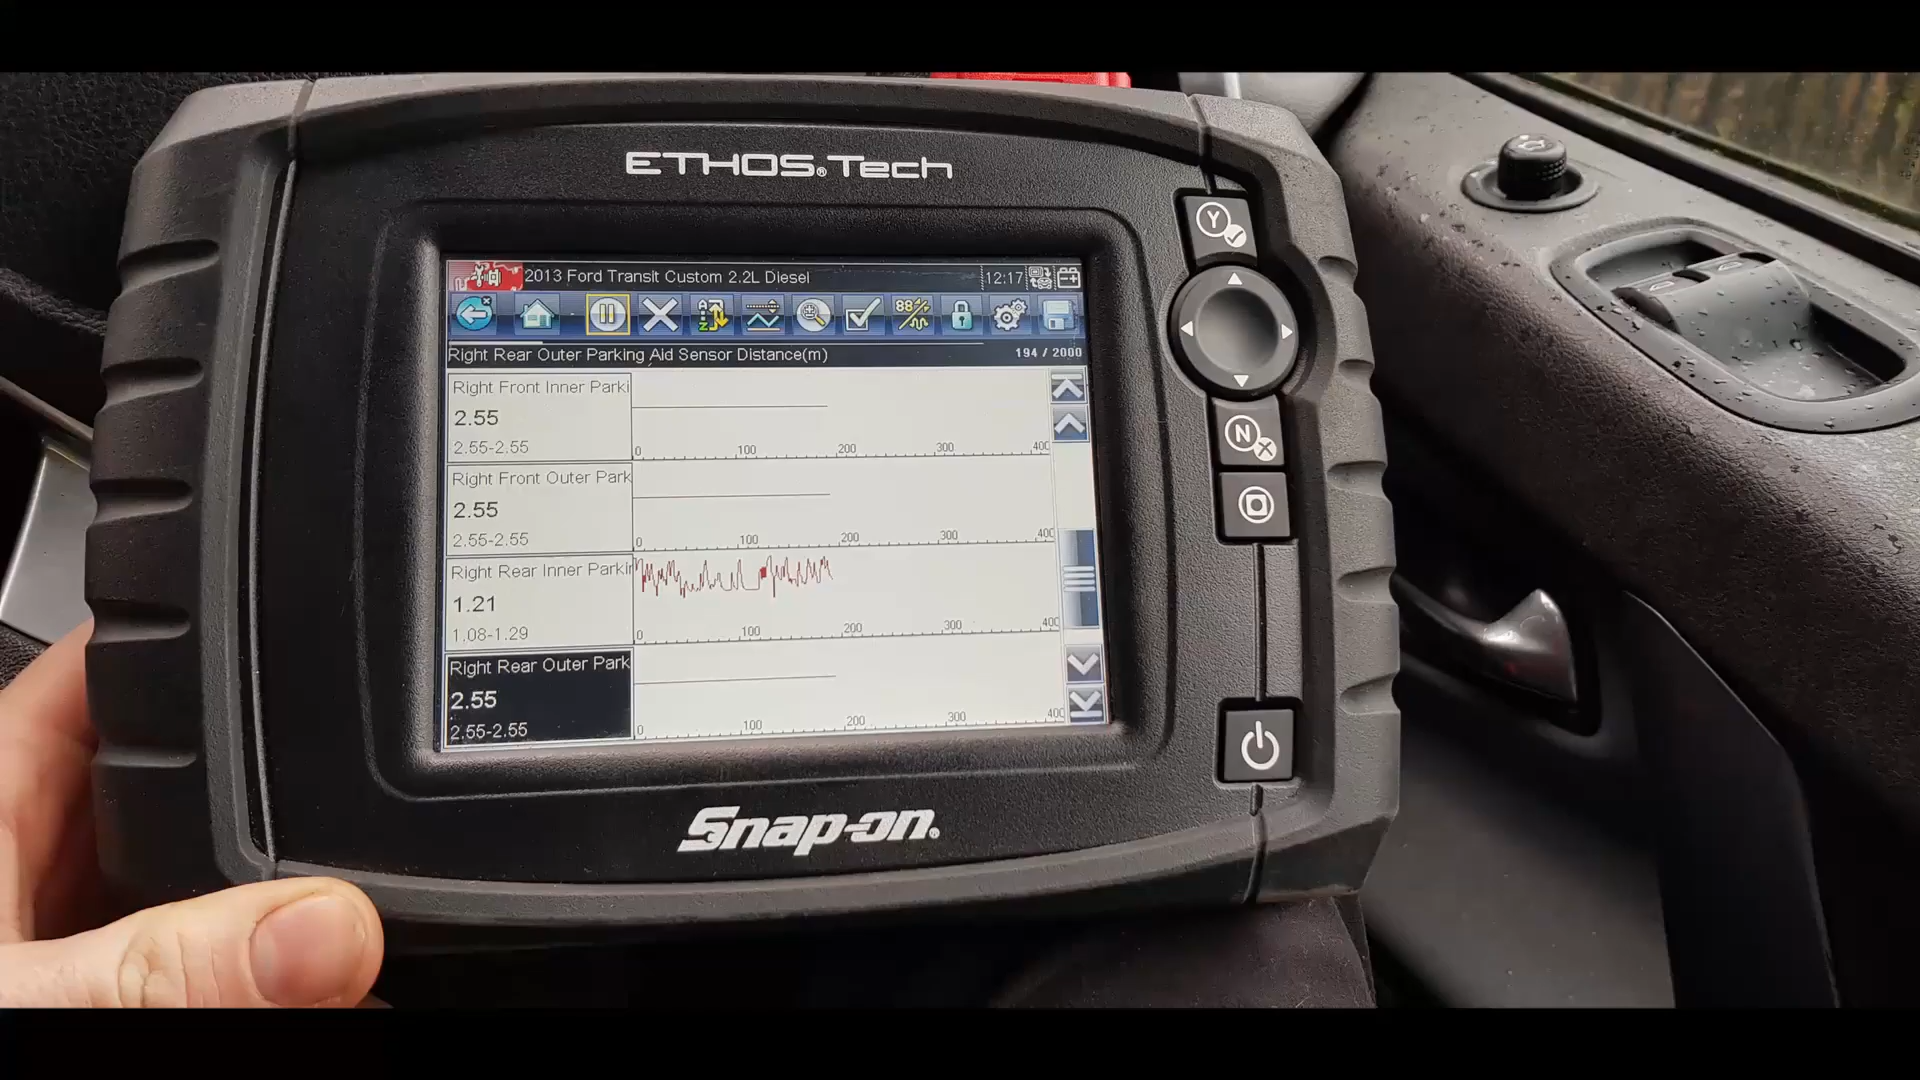 ETHOS® Tech
2013 Ford Transit Custom 2.2L Diesel
12:17
Right Rear Outer Parking Aid Sensor Distance(m)
194 / 2000
Right Front Inner Parki
2.55
2.55-2.55
0 100 200 300 400
Right Front Outer Park
2.55
2.55-2.55
0 100 200 300 400
Right Rear Inner Parkin
1.21
1.08-1.29
0 100 200 300 400
Right Rear Outer Park
2.55
2.55-2.55
0 100 200 300 400
Y
N
Snap-on®